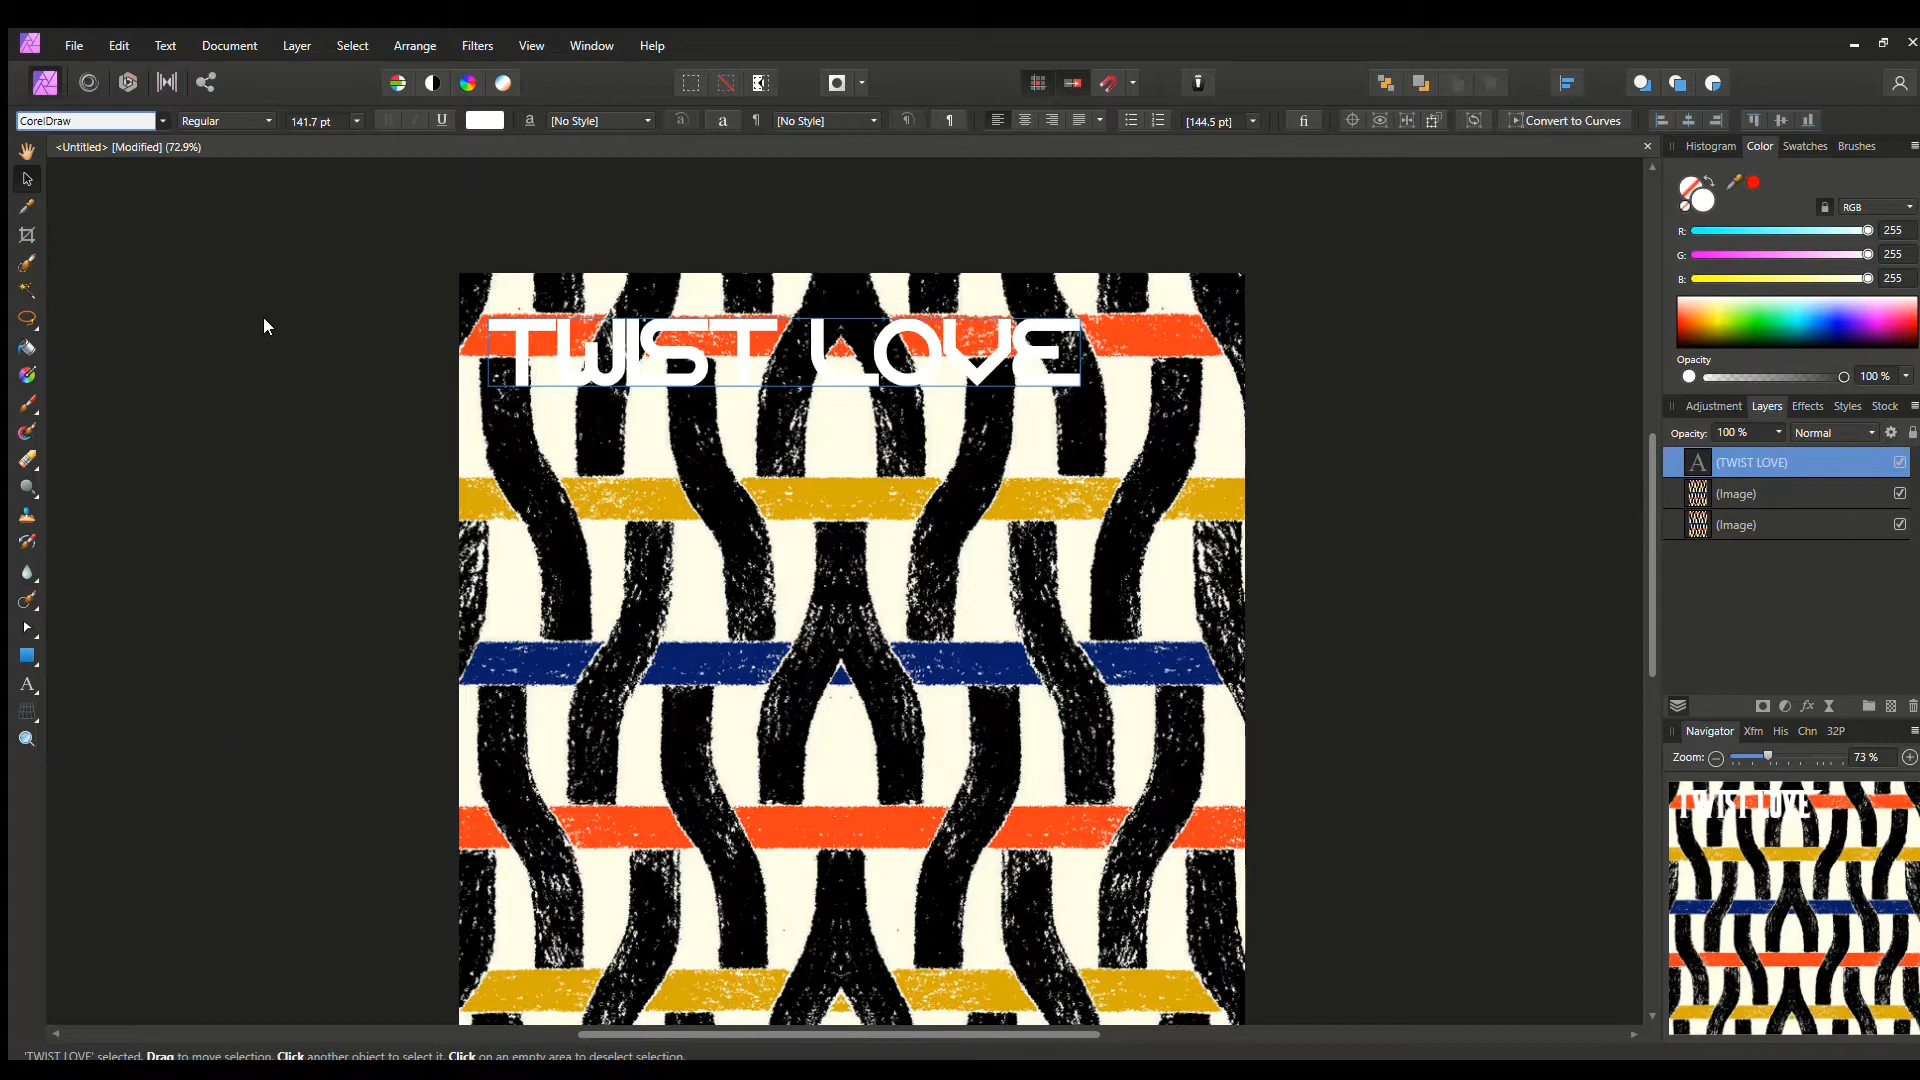 File Edit Text Document Layer Select Arrange Filters View Window Help
CorelDraw Regular 141.7 pt B I U a [No Style] a a ¶ [No Style] ¶ [144.5 pt] fi Convert to Curves
<Untitled> [Modified] (72.9%)
Histogram Color Swatches Brushes
RGB
R: 255
G: 255
B: 255
Opacity
100 %
Adjustment Layers Effects Styles Stock
Opacity: 100 % Normal
A (TWIST LOVE)
(Image)
(Image)
TWIST LOVE
fx
Navigator Xfm His Chn 32P
Zoom: 73 %
TWIST LOVE
'TWIST LOVE' selected. Drag to move selection. Click another object to select it. Click on an empty area to deselect selection.